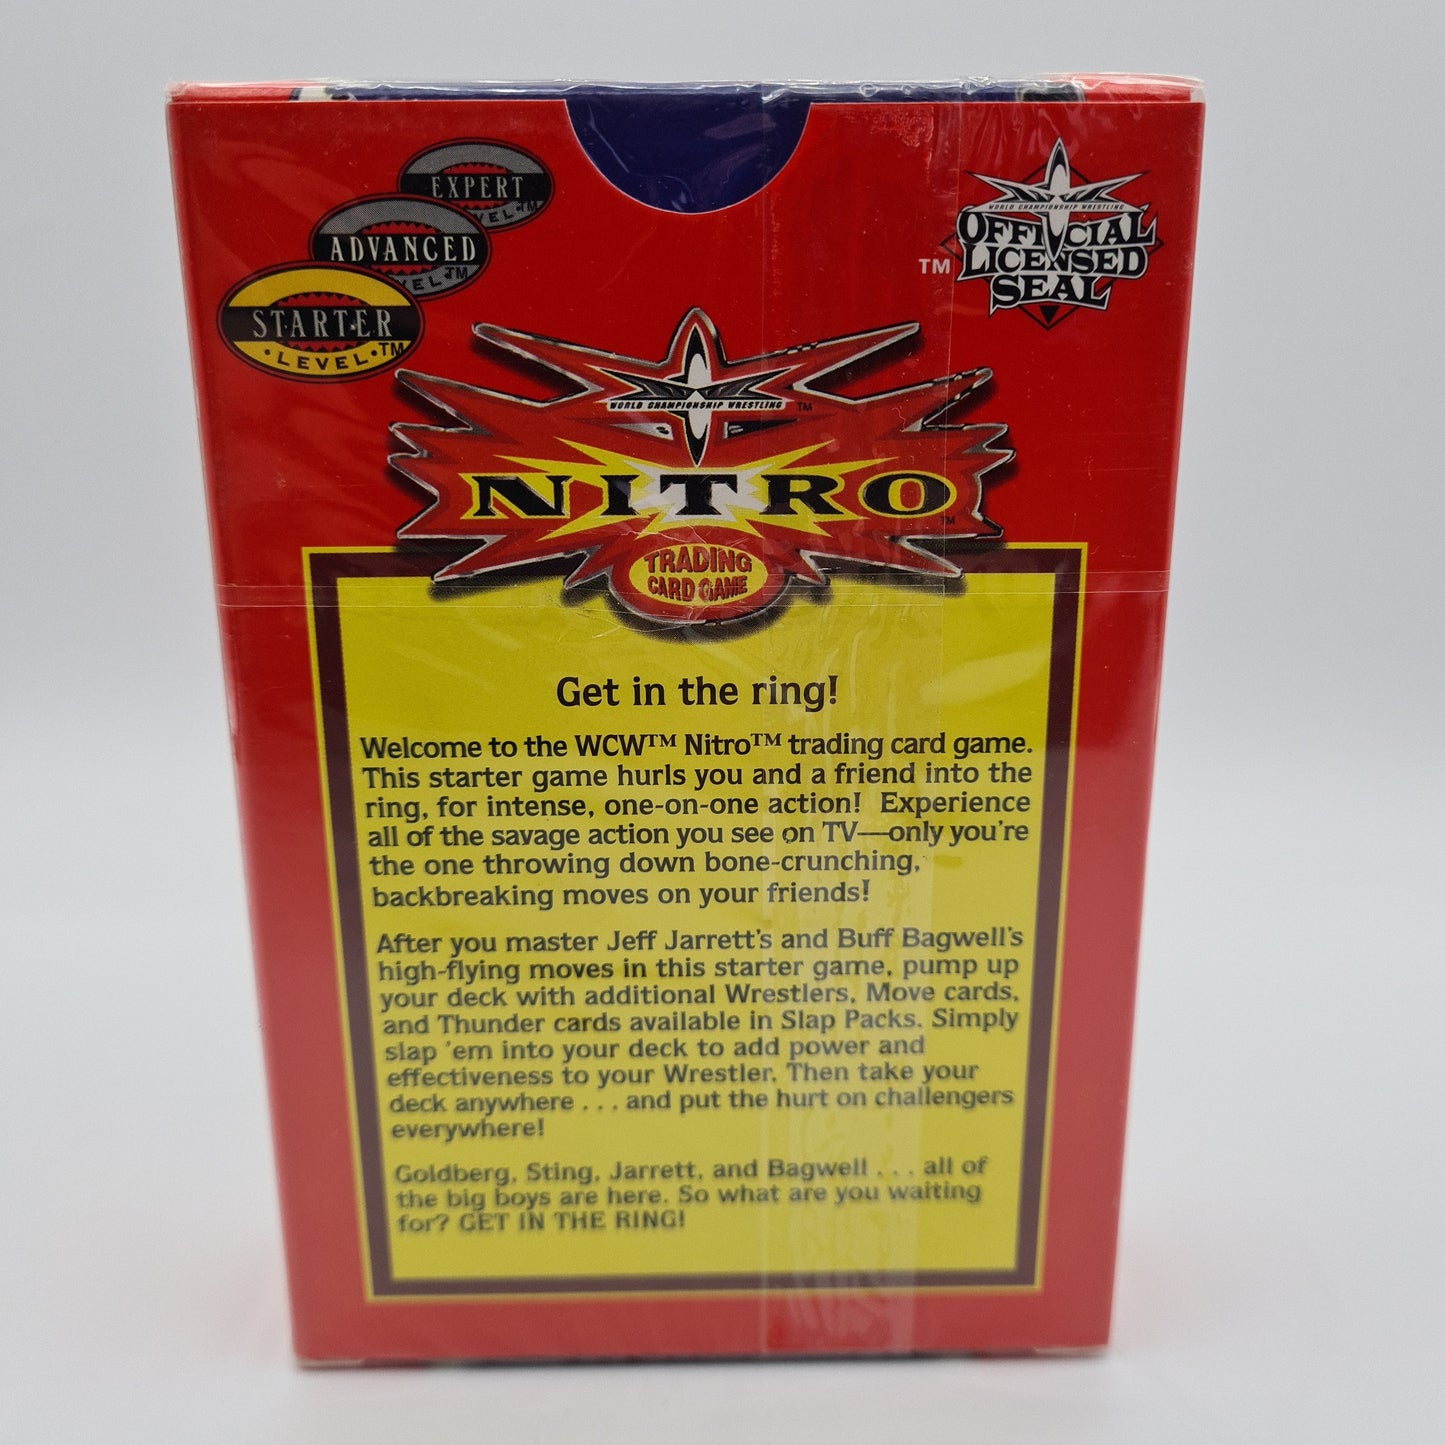 EXPERT
VEL TM
ADVANCED
VEL TM
STARTER
• LEVEL • TM
WORLD CHAMPIONSHIP WRESTLING
OFFICIAL
TM LICENSED
SEAL
WORLD CHAMPIONSHIP WRESTLING TM
NITRO TM
TRADING
CARD GAME
Get in the ring!
Welcome to the WCW™ Nitro™ trading card game.
This starter game hurls you and a friend into the
ring, for intense, one-on-one action! Experience
all of the savage action you see on TV—only you're
the one throwing down bone-crunching,
backbreaking moves on your friends!
After you master Jeff Jarrett's and Buff Bagwell's
high-flying moves in this starter game, pump up
your deck with additional Wrestlers, Move cards,
and Thunder cards available in Slap Packs. Simply
slap 'em into your deck to add power and
effectiveness to your Wrestler. Then take your
deck anywhere . . . and put the hurt on challengers
everywhere!
Goldberg, Sting, Jarrett, and Bagwell . . . all of
the big boys are here. So what are you waiting
for? GET IN THE RING!